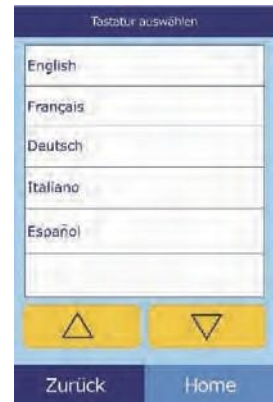 Tastatur auswählen
English
Français
Deutsch
Italiano
Español
Zurück
Home